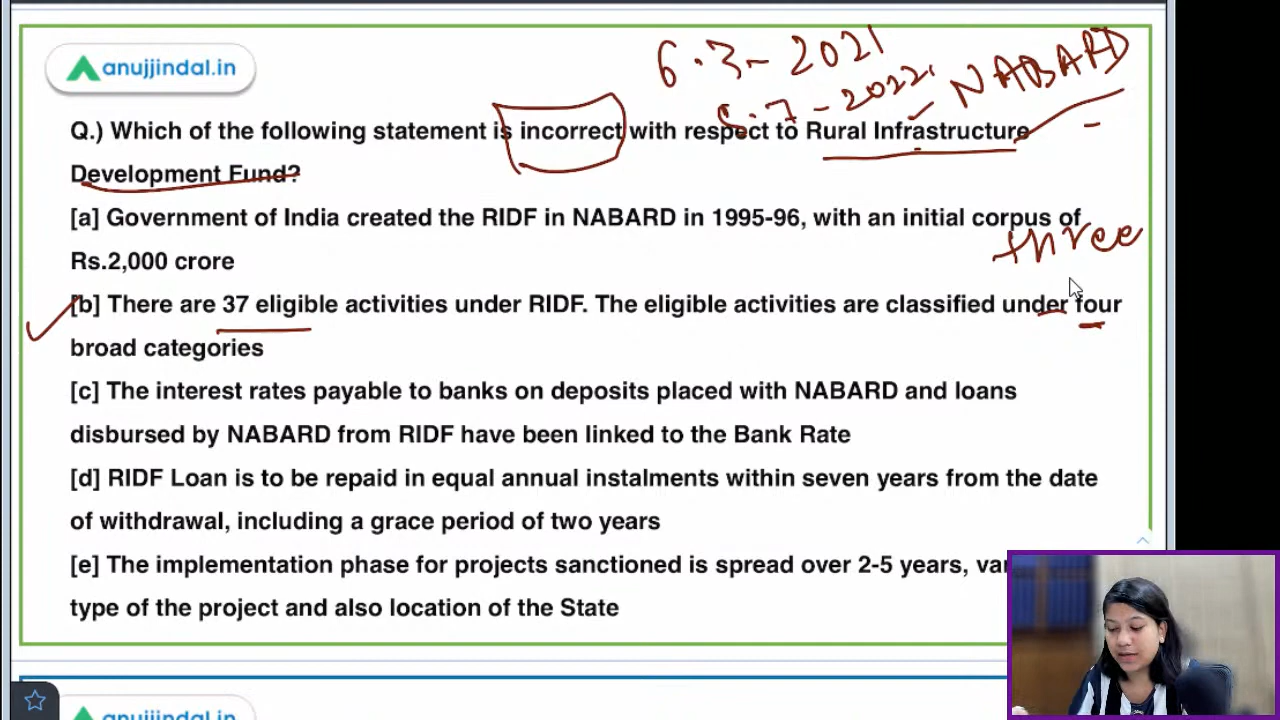 anujjindal.in
6.3-2021
8.7-2022
NABARD
Q.) Which of the following statement is incorrect with respect to Rural Infrastructure
Development Fund?
[a] Government of India created the RIDF in NABARD in 1995-96, with an initial corpus of
Rs.2,000 crore
three
[b] There are 37 eligible activities under RIDF. The eligible activities are classified under four
broad categories
[c] The interest rates payable to banks on deposits placed with NABARD and loans
disbursed by NABARD from RIDF have been linked to the Bank Rate
[d] RIDF Loan is to be repaid in equal annual instalments within seven years from the date
of withdrawal, including a grace period of two years
[e] The implementation phase for projects sanctioned is spread over 2-5 years,
type of the project and also location of the State
anujjindal.in